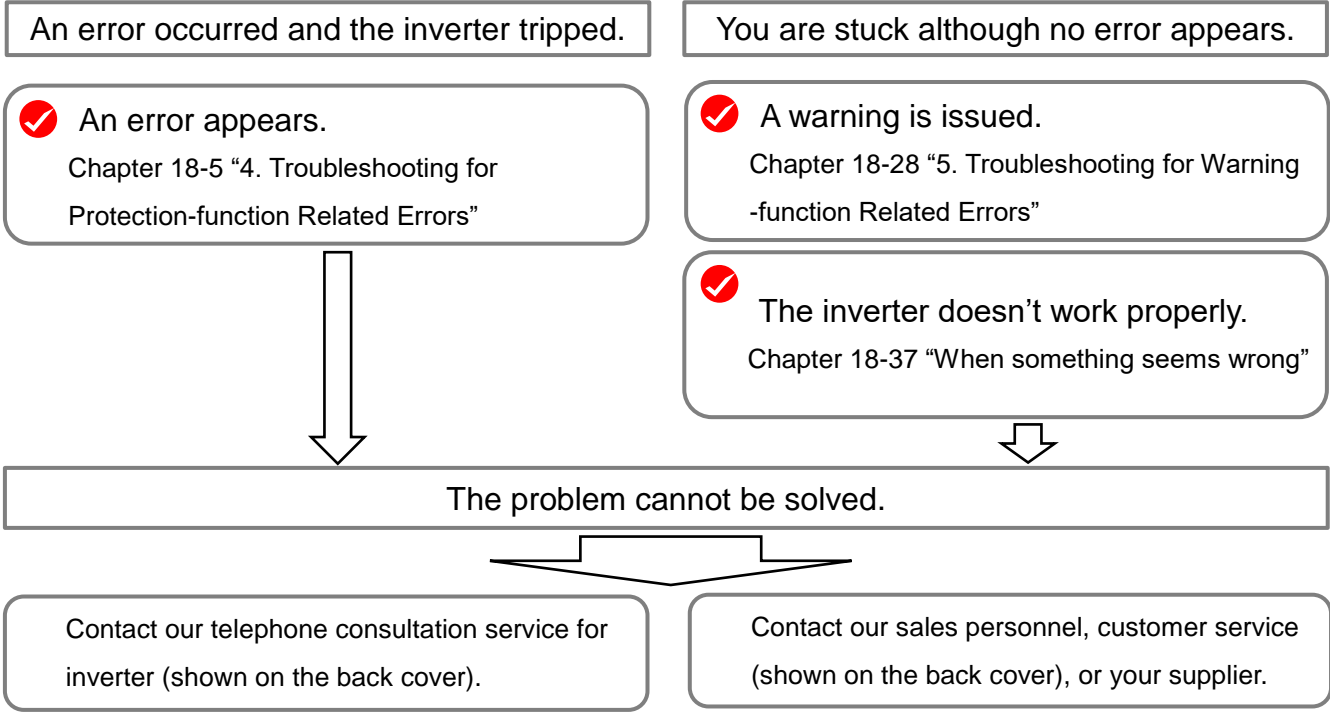 An error occurred and the inverter tripped.
You are stuck although no error appears.
An error appears.
Chapter 18-5 “4. Troubleshooting for
Protection-function Related Errors”
A warning is issued.
Chapter 18-28 “5. Troubleshooting for Warning
-function Related Errors”
The inverter doesn’t work properly.
Chapter 18-37 “When something seems wrong”
The problem cannot be solved.
Contact our telephone consultation service for
inverter (shown on the back cover).
Contact our sales personnel, customer service
(shown on the back cover), or your supplier.